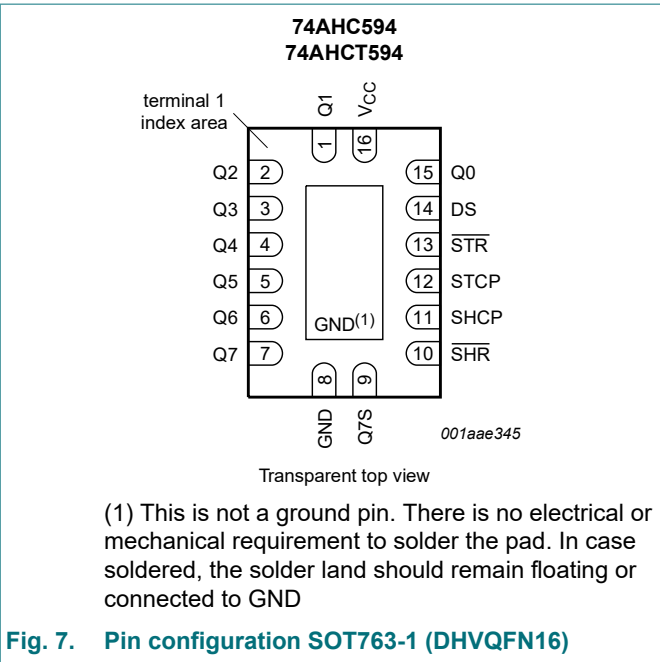 74AHC594
74AHCT594
terminal 1
index area
Q1
VCC
1
16
Q2 2 15 Q0
Q3 3 14 DS
Q4 4 13 S̅T̅R̅
Q5 5 12 STCP
Q6 6 11 SHCP
GND(1)
Q7 7 10 S̅H̅R̅
8
9
GND
Q7S
001aae345
Transparent top view
(1) This is not a ground pin. There is no electrical or
mechanical requirement to solder the pad. In case
soldered, the solder land should remain floating or
connected to GND
Fig. 7. Pin configuration SOT763-1 (DHVQFN16)